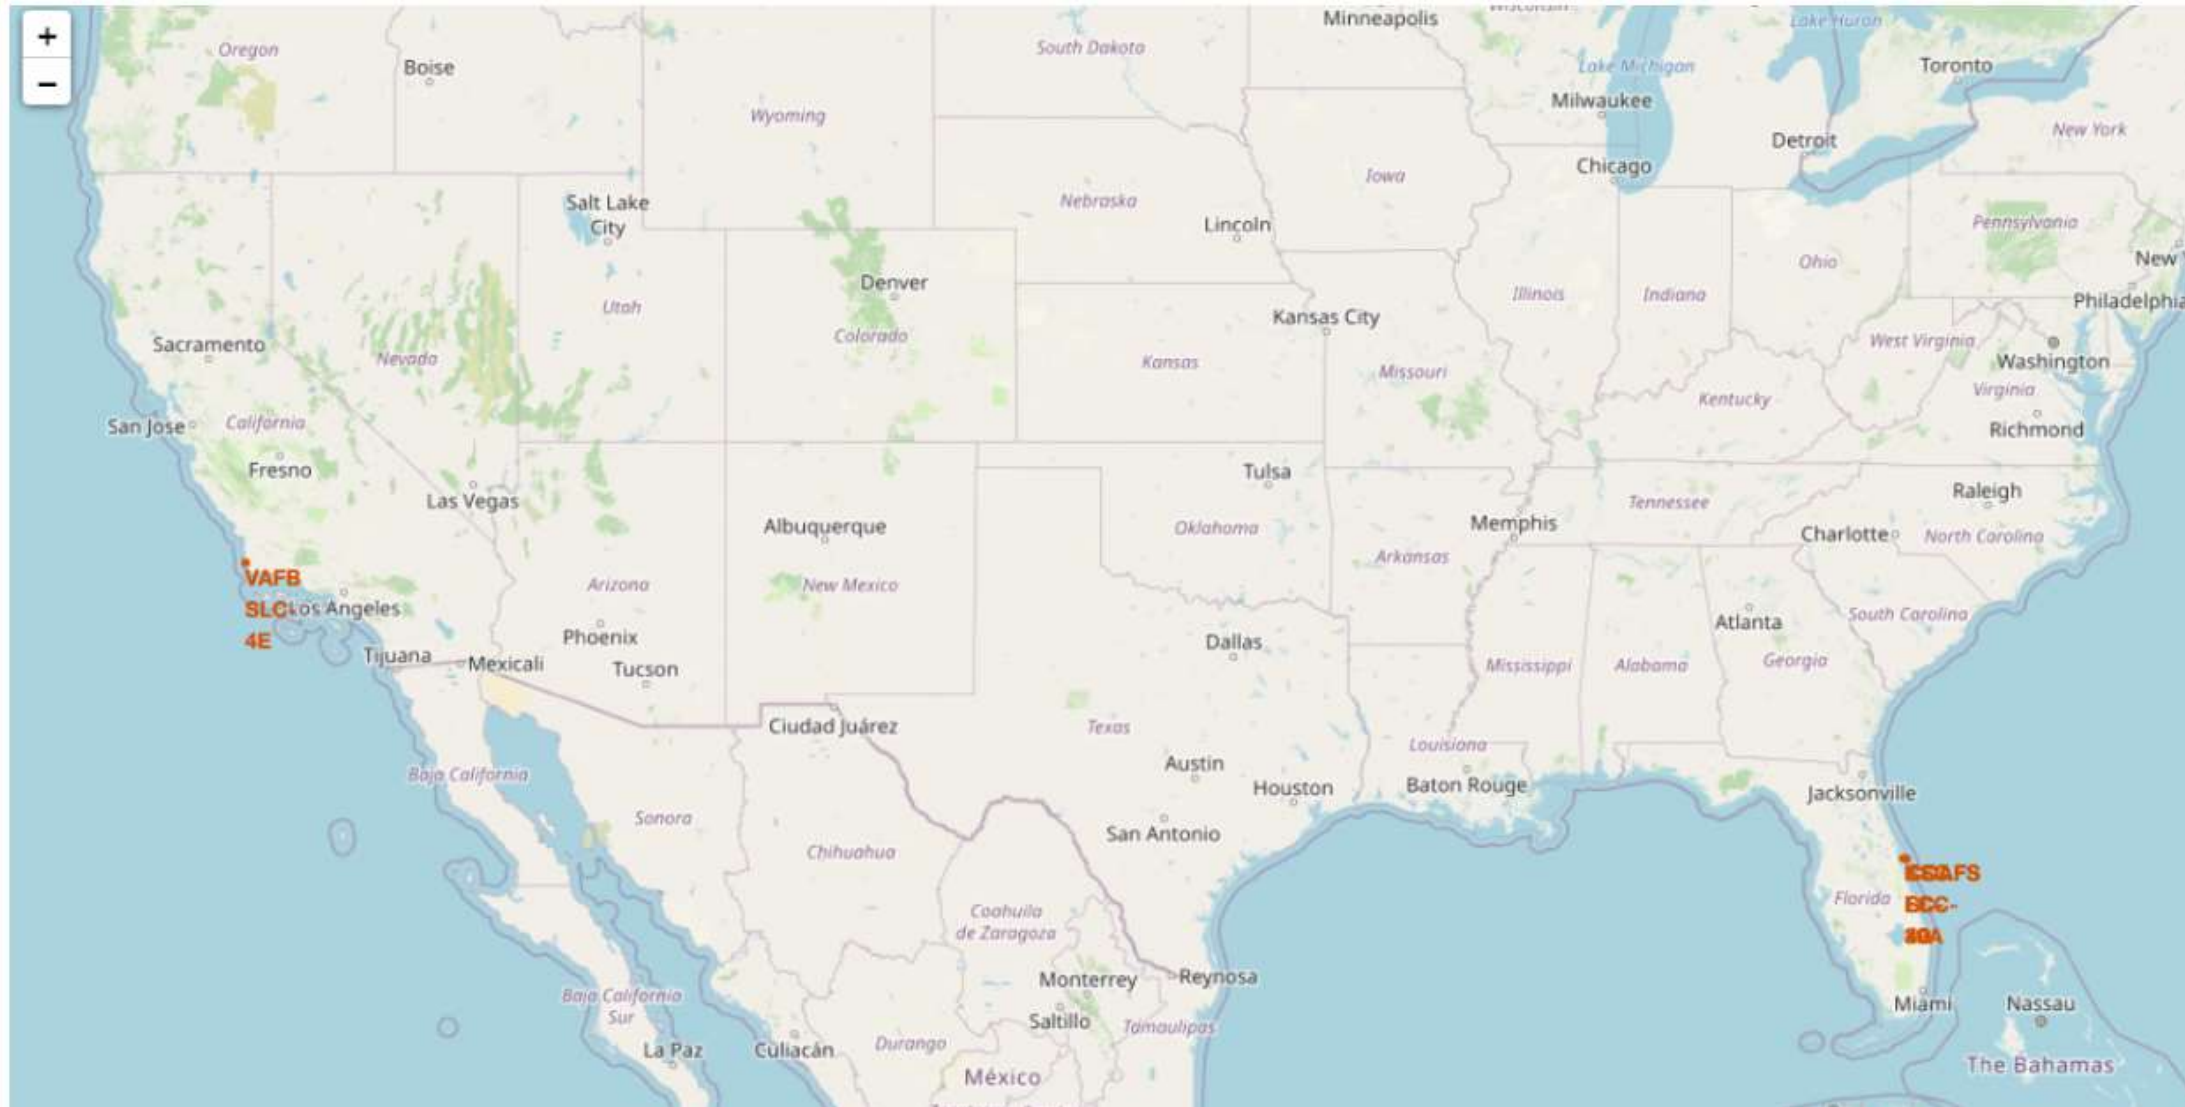 +
−
Oregon
Boise
South Dakota
Minneapolis
Wisconsin
Lake Michigan
Lake Huron
Toronto
Milwaukee
Wyoming
Detroit
New York
Chicago
Iowa
Salt Lake
City
Nebraska
Lincoln
Pennsylvania
Ohio
New
Denver
Utah
Illinois
Indiana
Philadelphia
Kansas City
Colorado
Sacramento
Nevada
Kansas
Missouri
West Virginia
Washington
Virginia
Kentucky
San Jose
California
Richmond
Fresno
Las Vegas
Tulsa
Raleigh
Tennessee
Albuquerque
Oklahoma
Memphis
Charlotte
North Carolina
Arkansas
VAFB
SLC-
4E
Los Angeles
Arizona
New Mexico
South Carolina
Atlanta
Phoenix
Dallas
Tijuana
Mexicali
Tucson
Mississippi
Alabama
Georgia
Ciudad Juárez
Texas
Louisiana
Austin
Baja California
Houston
Baton Rouge
Jacksonville
Sonora
San Antonio
Chihuahua
Florida
Coahuila
de Zaragoza
Monterrey
Reynosa
Baja California
Sur
Saltillo
Tamaulipas
Miami
Nassau
La Paz
Culiacán
Durango
México
The Bahamas